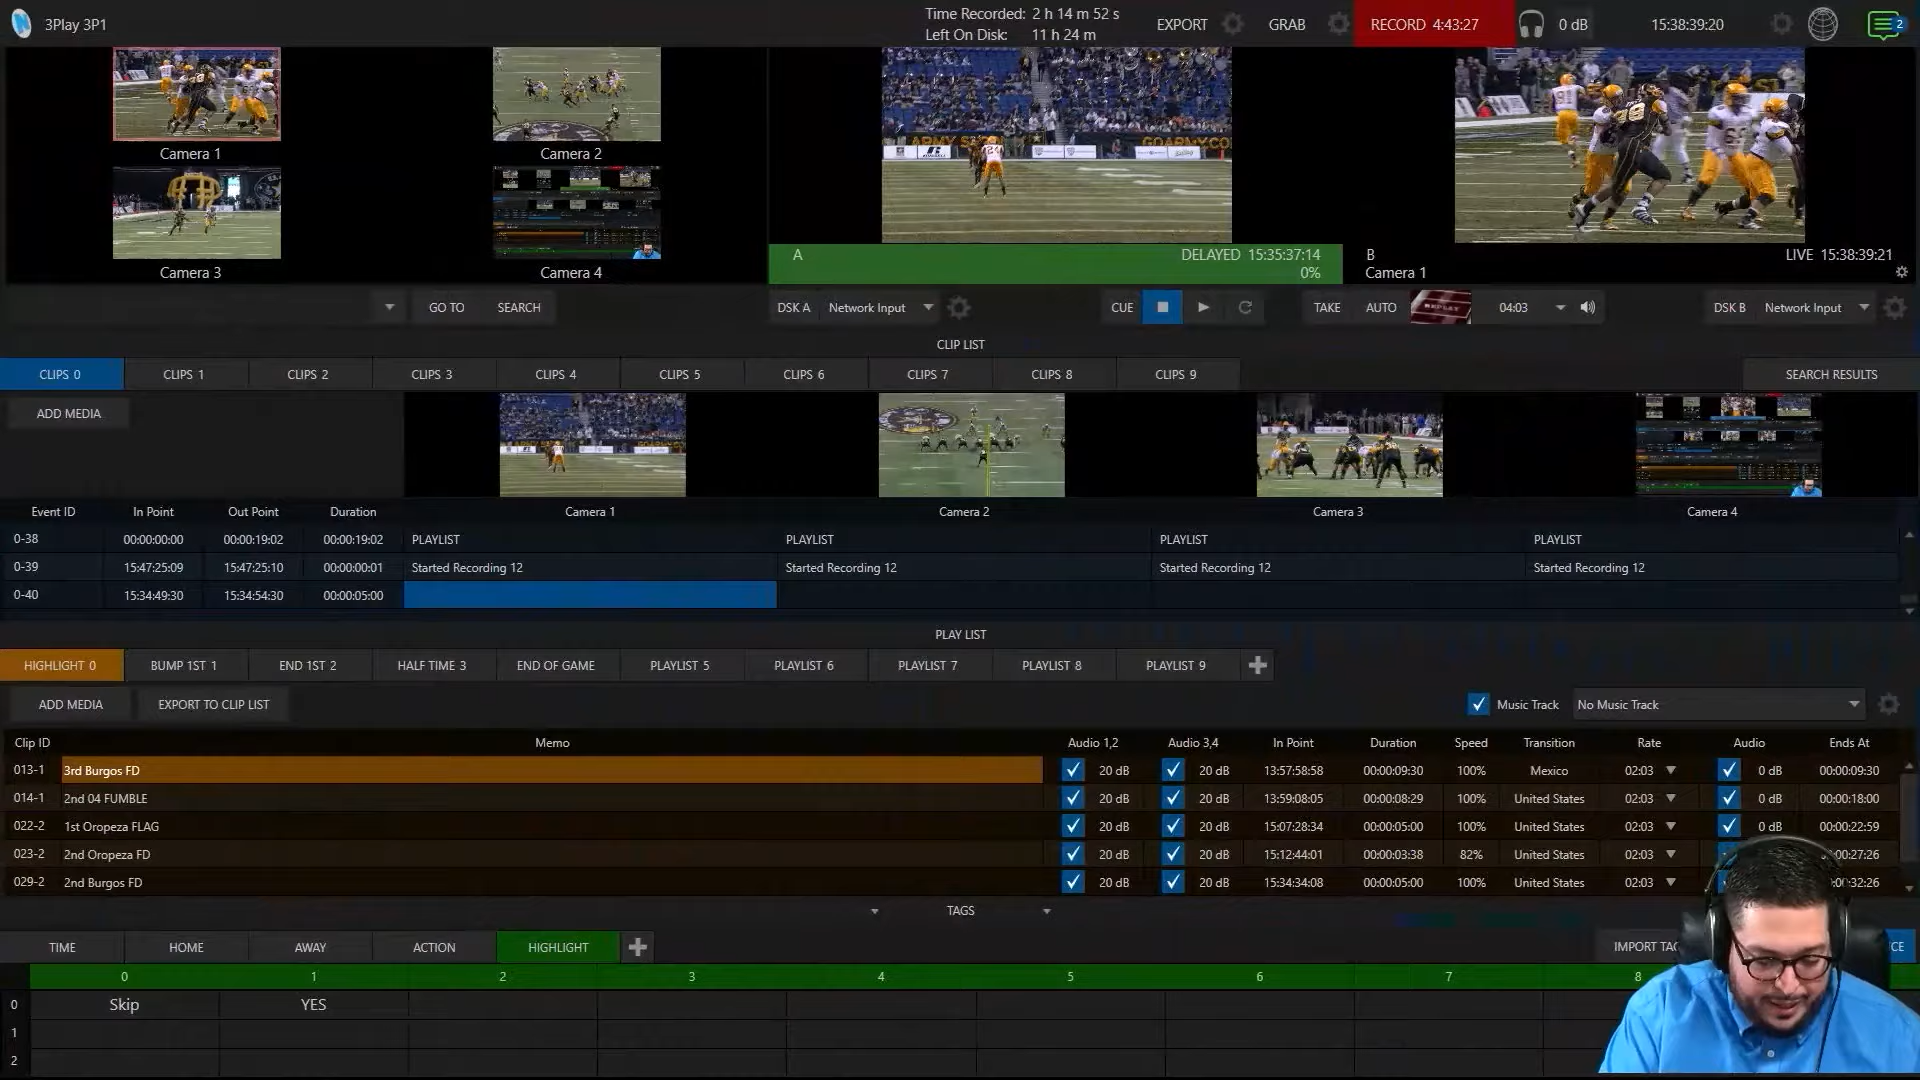 3Play 3P1
Time Recorded: 2 h 14 m 52 s
Left On Disk: 11 h 24 m
EXPORT GRAB RECORD 4:43:27 0 dB 15:38:39:20 2
Camera 1 Camera 2
Camera 3 Camera 4
A DELAYED 15:35:37:14
0%
B LIVE 15:38:39:21
Camera 1
GO TO SEARCH DSK A Network Input CUE TAKE AUTO REPLAY 04:03 DSK B Network Input
CLIP LIST
CLIPS 0 CLIPS 1 CLIPS 2 CLIPS 3 CLIPS 4 CLIPS 5 CLIPS 6 CLIPS 7 CLIPS 8 CLIPS 9 SEARCH RESULTS
ADD MEDIA
Event ID In Point Out Point Duration Camera 1 Camera 2 Camera 3 Camera 4
0-38 00:00:00:00 00:00:19:02 00:00:19:02 PLAYLIST PLAYLIST PLAYLIST PLAYLIST
0-39 15:47:25:09 15:47:25:10 00:00:00:01 Started Recording 12 Started Recording 12 Started Recording 12 Started Recording 12
0-40 15:34:49:30 15:34:54:30 00:00:05:00
PLAY LIST
HIGHLIGHT 0 BUMP 1ST 1 END 1ST 2 HALF TIME 3 END OF GAME PLAYLIST 5 PLAYLIST 6 PLAYLIST 7 PLAYLIST 8 PLAYLIST 9
ADD MEDIA EXPORT TO CLIP LIST Music Track No Music Track
Clip ID Memo Audio 1,2 Audio 3,4 In Point Duration Speed Transition Rate Audio Ends At
013-1 3rd Burgos FD 20 dB 20 dB 13:57:58:58 00:00:09:30 100% Mexico 02:03 0 dB 00:00:09:30
014-1 2nd 04 FUMBLE 20 dB 20 dB 13:59:08:05 00:00:08:29 100% United States 02:03 0 dB 00:00:18:00
022-2 1st Oropeza FLAG 20 dB 20 dB 15:07:28:34 00:00:05:00 100% United States 02:03 0 dB 00:00:22:59
023-2 2nd Oropeza FD 20 dB 20 dB 15:12:44:01 00:00:03:38 82% United States 02:03 00:27:26
029-2 2nd Burgos FD 20 dB 20 dB 15:34:34:08 00:00:05:00 100% United States 02:03 00:32:26
TAGS
TIME HOME AWAY ACTION HIGHLIGHT IMPORT TAG CE
0 1 2 3 4 5 6 7 8
0 Skip YES
1
2